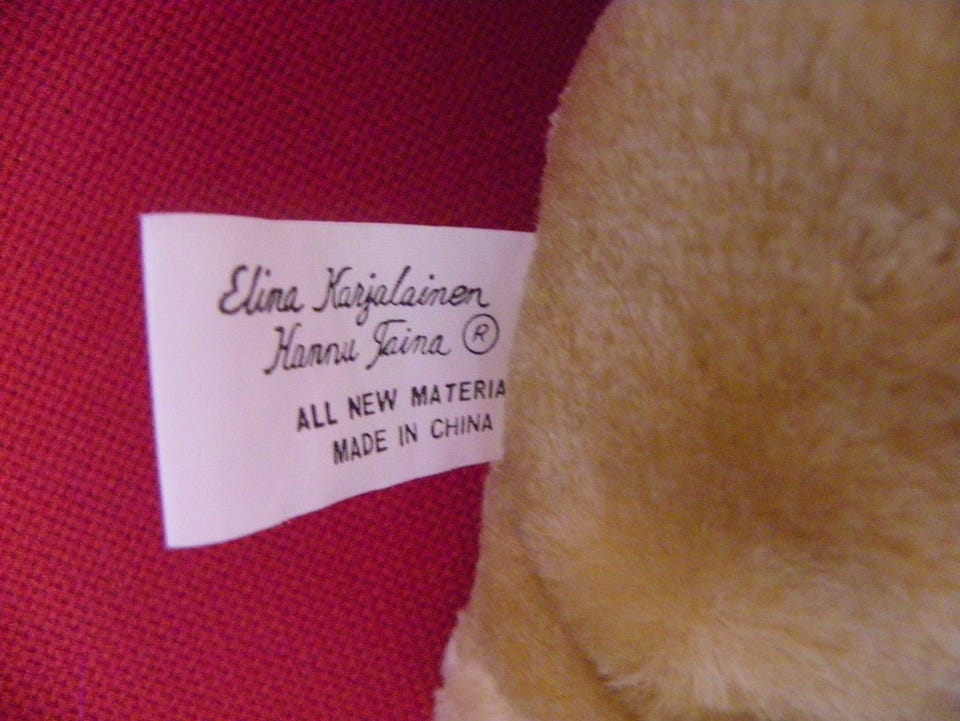 Elina Karjalainen
Hannu Taina ®
ALL NEW MATERIA
MADE IN CHINA